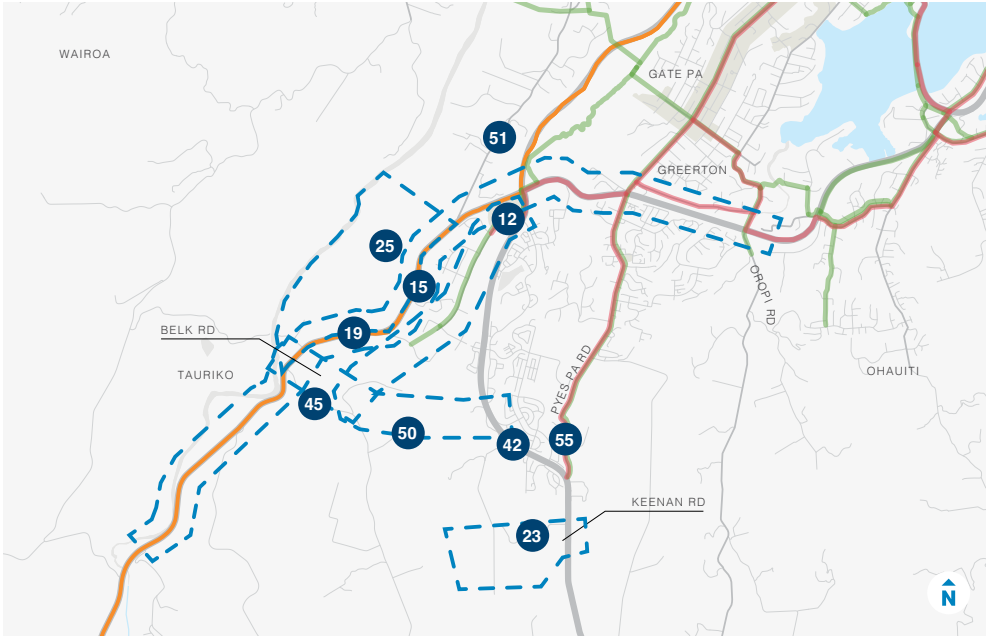 WAIROA
GATE PA
51
GREERTON
12
25
15
OROPI RD
BELK RD
19
TAURIKO
PYES PA RD
OHAUITI
45
50
42
55
KEENAN RD
23
N